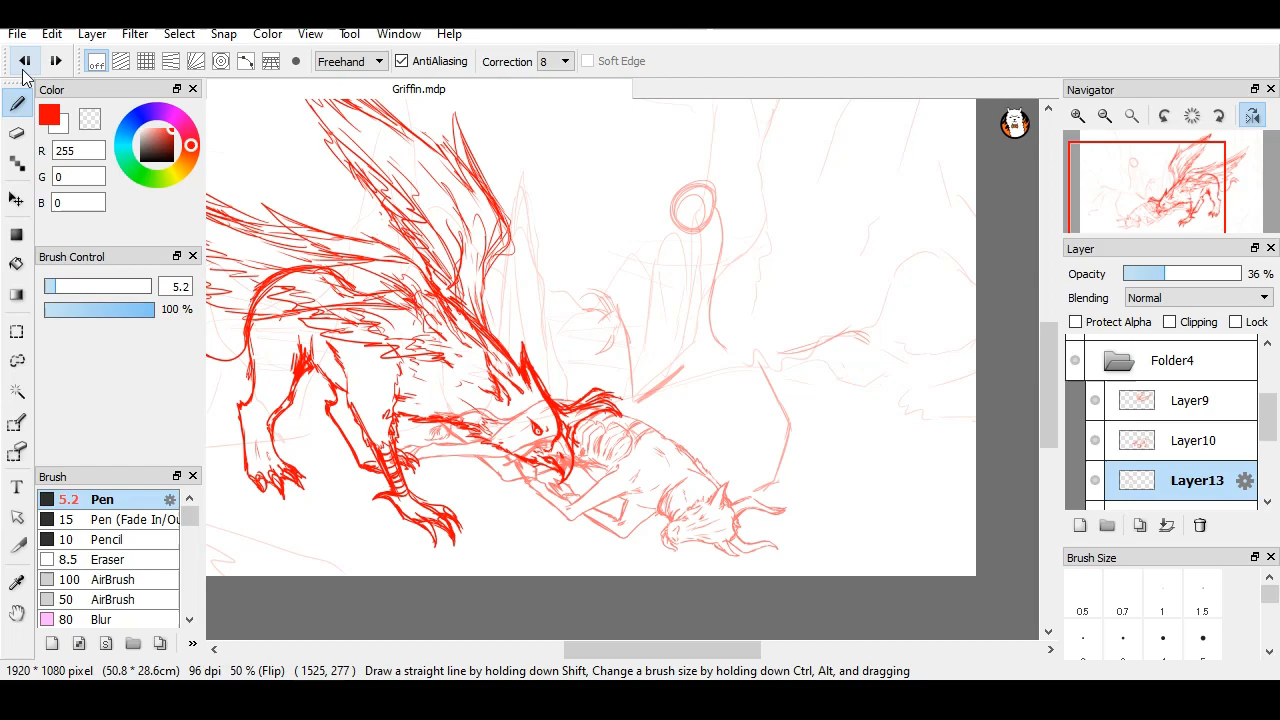 File Edit Layer Filter Select Snap Color View Tool Window Help
off Freehand AntiAliasing Correction 8 Soft Edge
Color
R 255
G 0
B 0
Brush Control
5.2
100 %
Brush
5.2 Pen
15 Pen (Fade In/Ou
10 Pencil
8.5 Eraser
100 AirBrush
50 AirBrush
80 Blur
Griffin.mdp
Navigator
Layer
Opacity 36 %
Blending Normal
Protect Alpha Clipping Lock
Folder4
Layer9
Layer10
Layer13
Brush Size
0.5 0.7 1 1.5
1920 * 1080 pixel (50.8 * 28.6cm) 96 dpi 50 % (Flip) ( 1525, 277 ) Draw a straight line by holding down Shift, Change a brush size by holding down Ctrl, Alt, and dragging